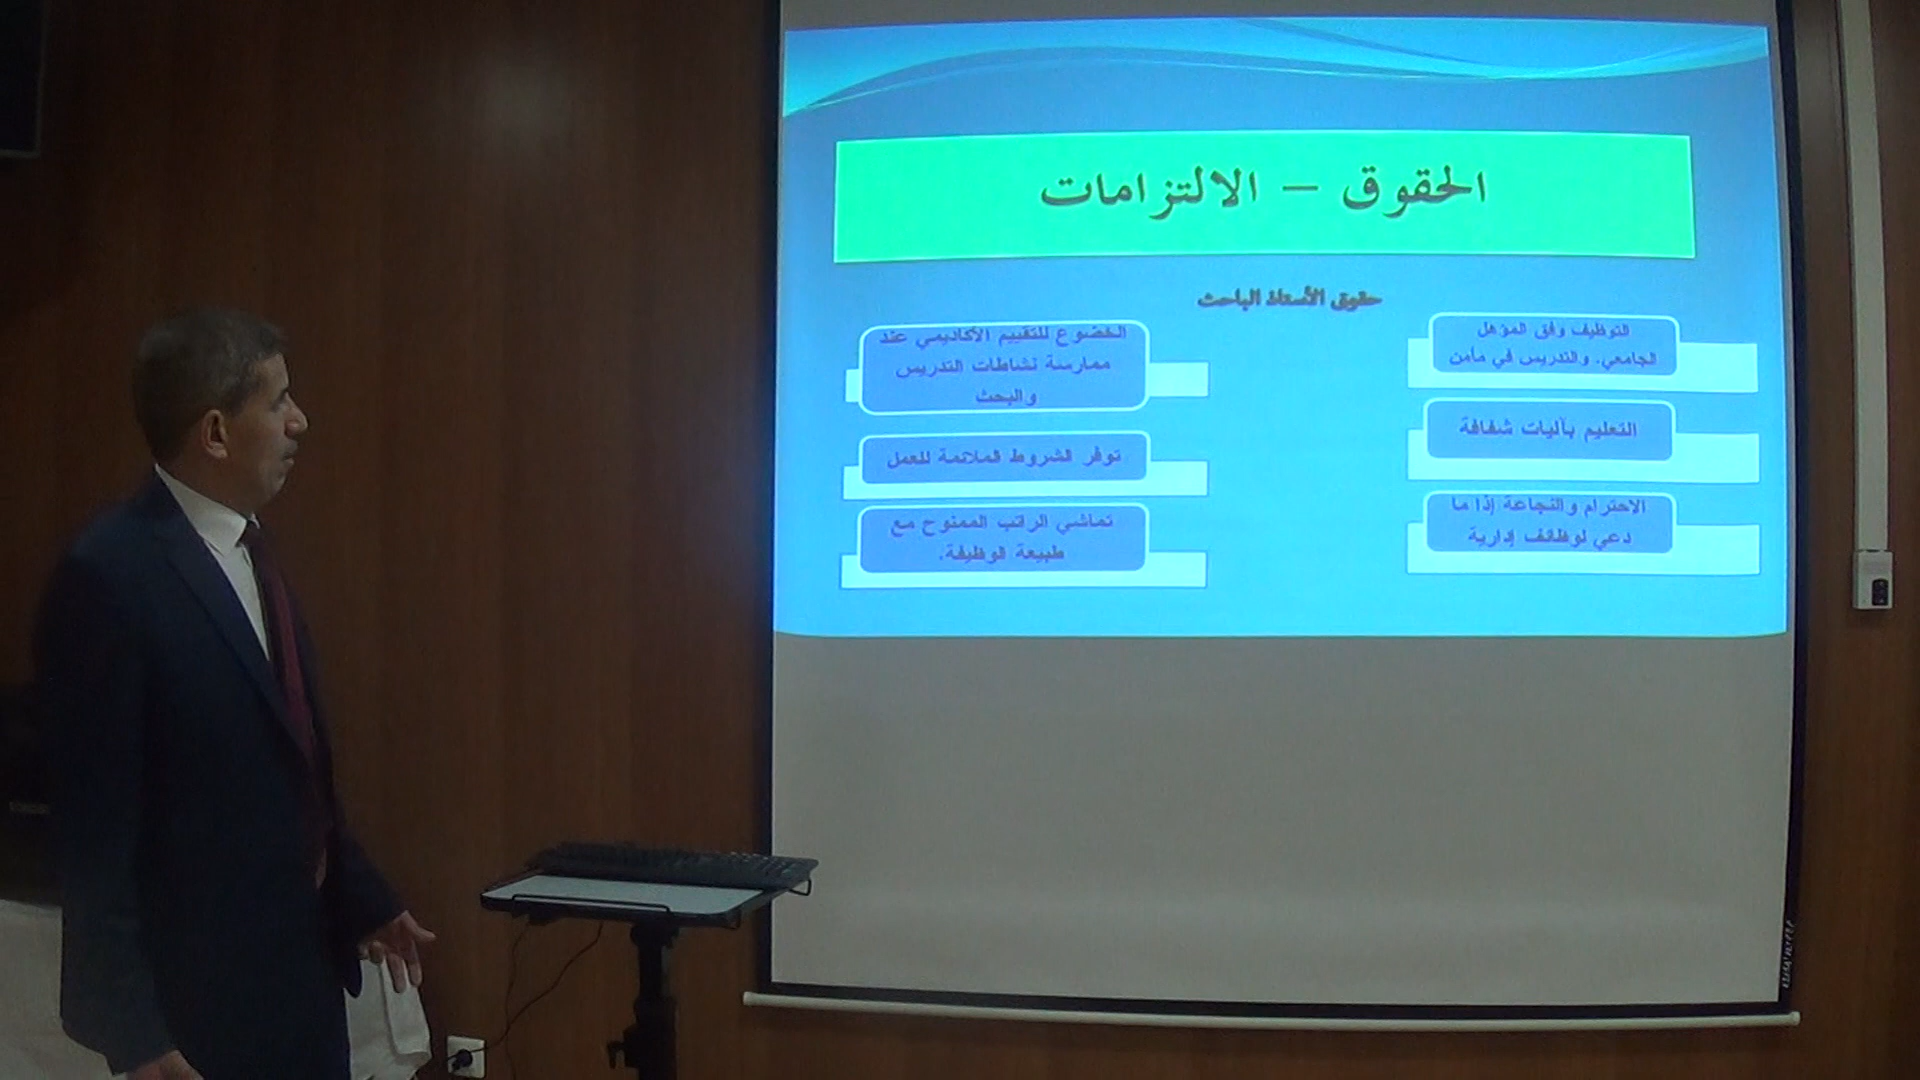 الحقوق – الالتزامات
حقوق الأستاذ الباحث
التوظيف وفق المؤهل
الجامعي. والتدريس في مأمن
التعليم بآليات شفافة
الاحترام والنجاعة إذا ما
دعي لوظائف إدارية
الخضوع للتقييم الأكاديمي عند
ممارسة نشاطات التدريس
والبحث
توفر الشروط الملائمة للعمل
تماشي الراتب الممنوح مع
طبيعة الوظيفة.